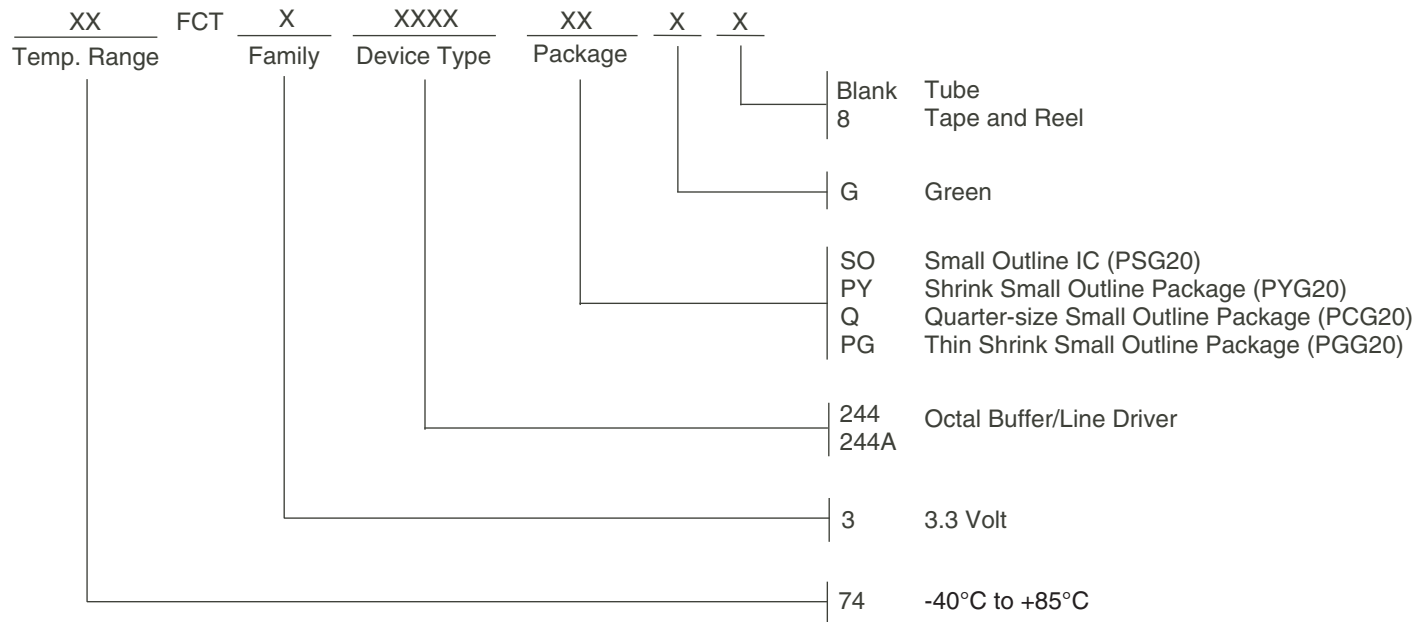 XX FCT X XXXX XX X X
Temp. Range Family Device Type Package
Blank Tube
8 Tape and Reel
G Green
SO Small Outline IC (PSG20)
PY Shrink Small Outline Package (PYG20)
Q Quarter-size Small Outline Package (PCG20)
PG Thin Shrink Small Outline Package (PGG20)
244 Octal Buffer/Line Driver
244A
3 3.3 Volt
74 -40°C to +85°C